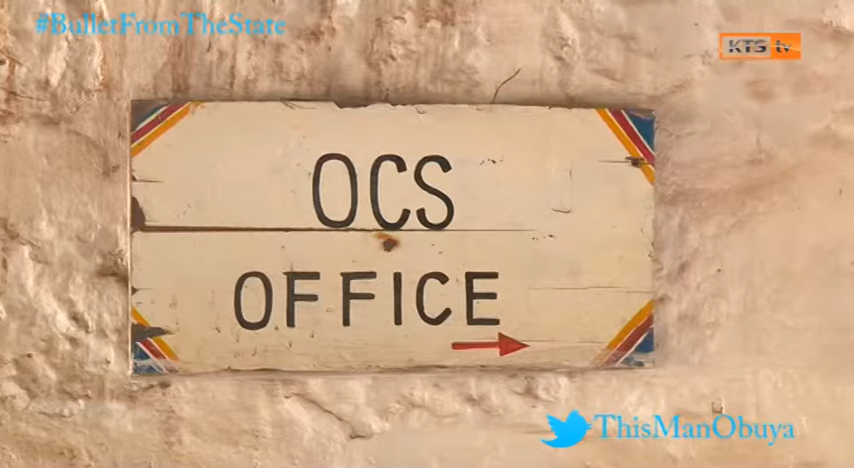 #BulletFromTheState
KTS tv
OCS
OFFICE
ThisManObuya